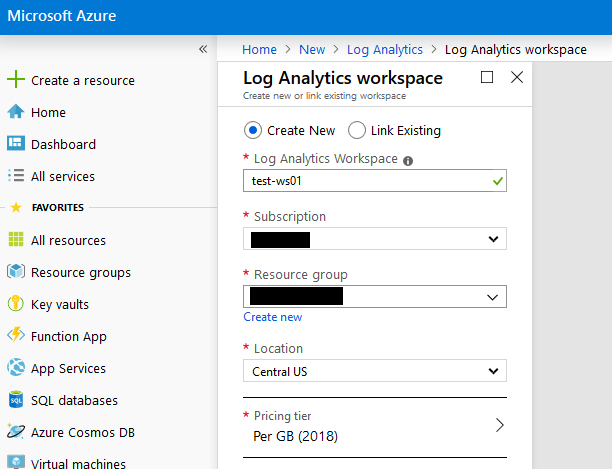 Microsoft Azure
«
Home > New > Log Analytics > Log Analytics workspace
Create a resource
Home
Dashboard
All services
FAVORITES
All resources
Resource groups
Key vaults
Function App
App Services
SQL databases
Azure Cosmos DB
Virtual machines
Log Analytics workspace
Create new or link existing workspace
Create New Link Existing
* Log Analytics Workspace
test-ws01
* Subscription
* Resource group
Create new
* Location
Central US
* Pricing tier
Per GB (2018)